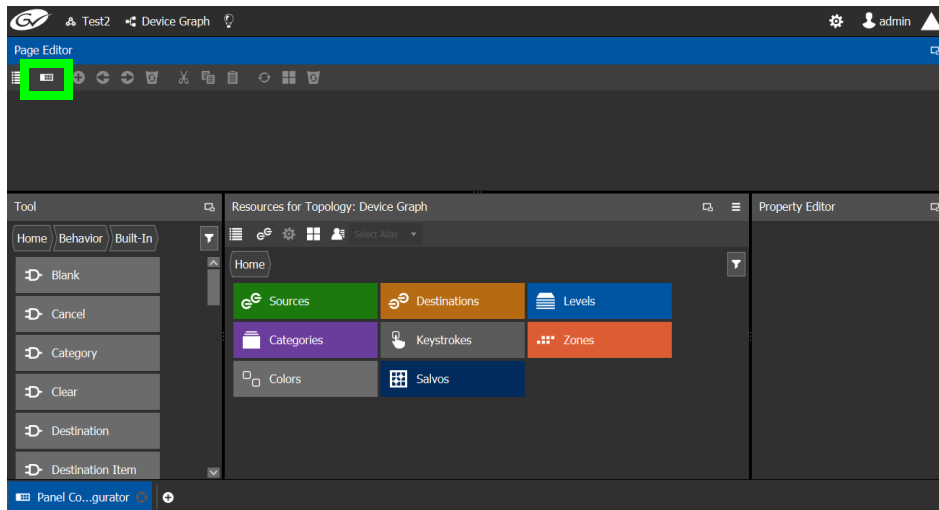 GV Test2 Device Graph admin
Page Editor
Tool
Home Behavior Built-In
Blank
Cancel
Category
Clear
Destination
Destination Item
Resources for Topology: Device Graph
Select Alias
Home
Sources Destinations Levels
Categories Keystrokes Zones
Colors Salvos
Property Editor
Panel Co...gurator